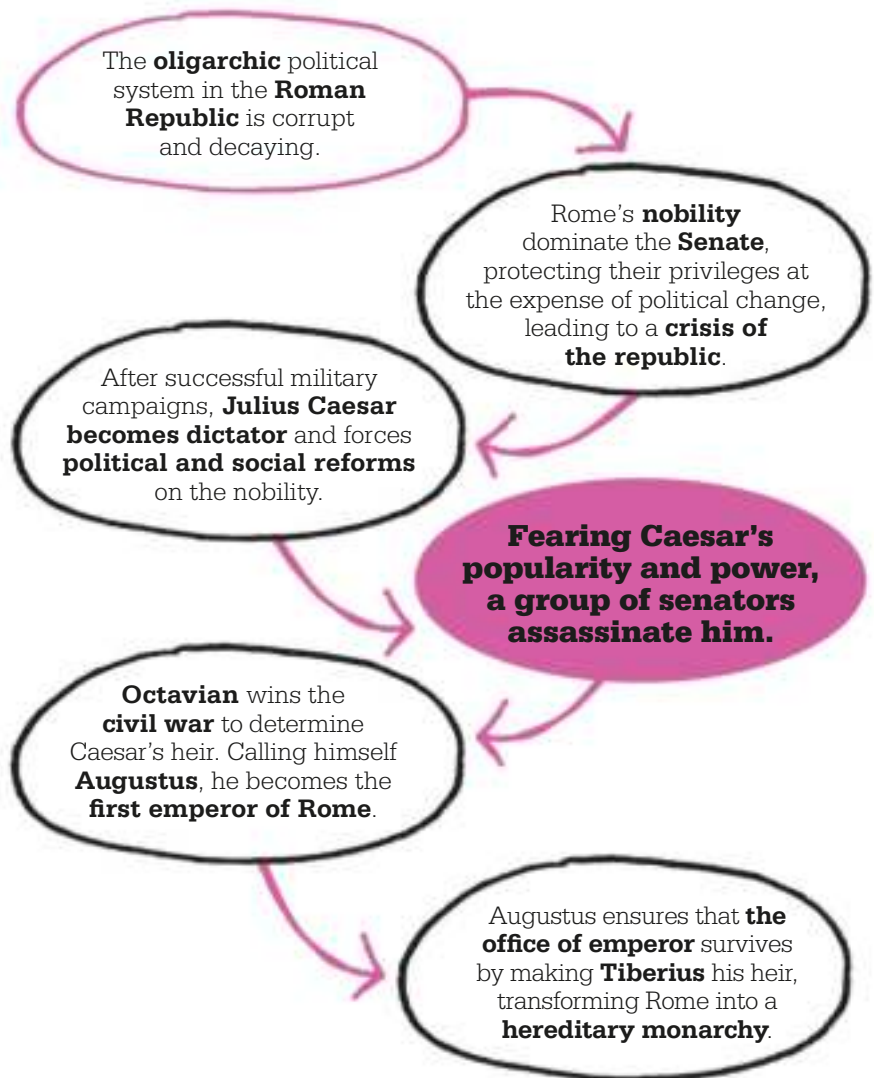 The oligarchic political
system in the Roman
Republic is corrupt
and decaying.
Rome’s nobility
dominate the Senate,
protecting their privileges at
the expense of political change,
leading to a crisis of
the republic.
After successful military
campaigns, Julius Caesar
becomes dictator and forces
political and social reforms
on the nobility.
Fearing Caesar’s
popularity and power,
a group of senators
assassinate him.
Octavian wins the
civil war to determine
Caesar’s heir. Calling himself
Augustus, he becomes the
first emperor of Rome.
Augustus ensures that the
office of emperor survives
by making Tiberius his heir,
transforming Rome into a
hereditary monarchy.